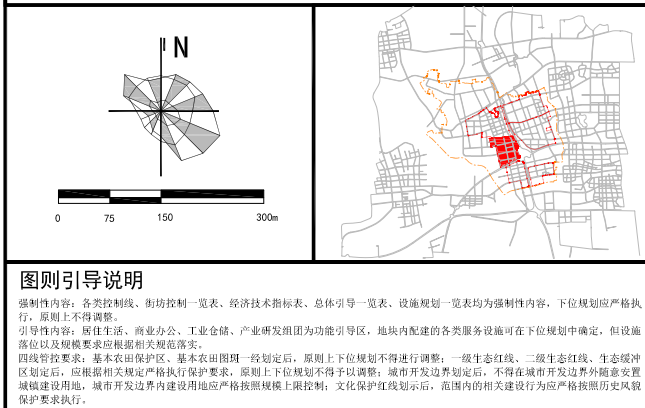 N
0 75 150 300m
图则引导说明
强制性内容：各类控制线、街坊控制一览表、经济技术指标表、总体引导一览表、设施规划一览表均为强制性内容，下位规划应严格执
行，原则上不得调整。
引导性内容：居住生活、商业办公、工业仓储、产业研发组团为功能引导区，地块内配建的各类服务设施可在下位规划中确定，但设施
落位以及规模要求应根据相关规范落实。
四线管控要求：基本农田保护区、基本农田图斑一经划定后，原则上下位规划不得进行调整；一级生态红线、二级生态红线、生态缓冲
区划定后，应根据相关规定严格执行保护要求，原则上下位规划不得予以调整；城市开发边界划定后，不得在城市开发边界外随意安置
城镇建设用地，城市开发边界内建设用地应严格按照规模上限控制；文化保护红线划示后，范围内的相关建设行为应严格按照历史风貌
保护要求执行。